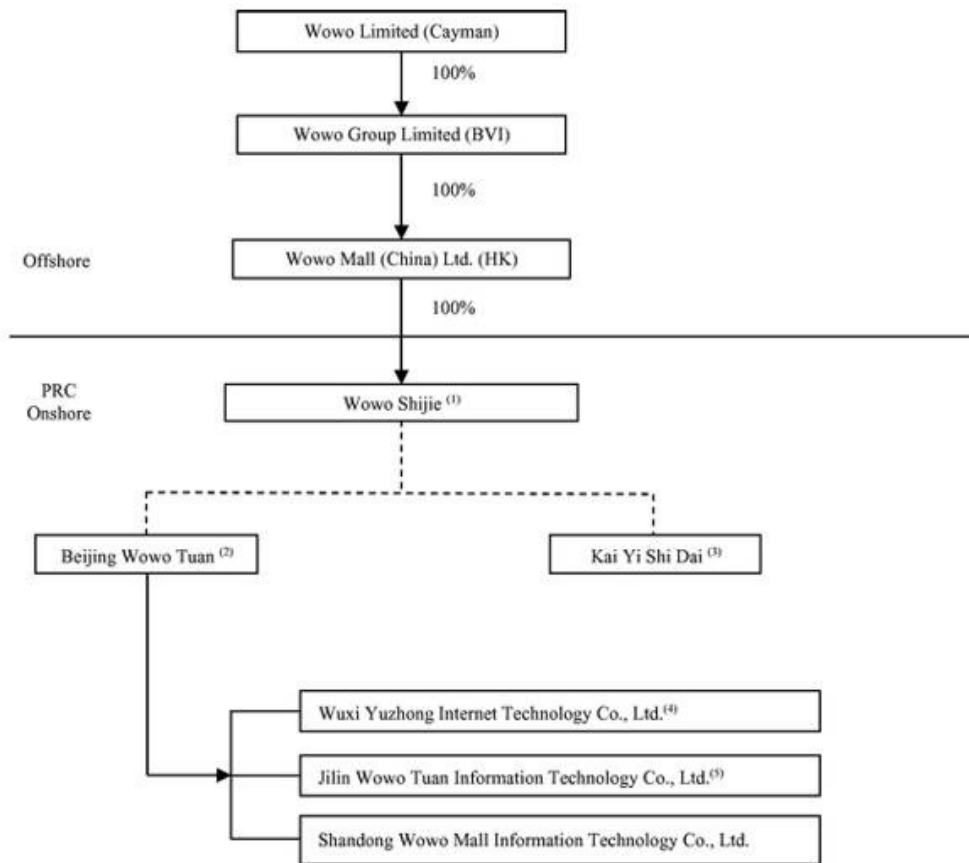 Wowo Limited (Cayman)
100%
Wowo Group Limited (BVI)
100%
Offshore
Wowo Mall (China) Ltd. (HK)
100%
PRC
Onshore
Wowo Shijie (1)
Beijing Wowo Tuan (2)
Kai Yi Shi Dai (3)
Wuxi Yuzhong Internet Technology Co., Ltd.(4)
Jilin Wowo Tuan Information Technology Co., Ltd.(5)
Shandong Wowo Mall Information Technology Co., Ltd.